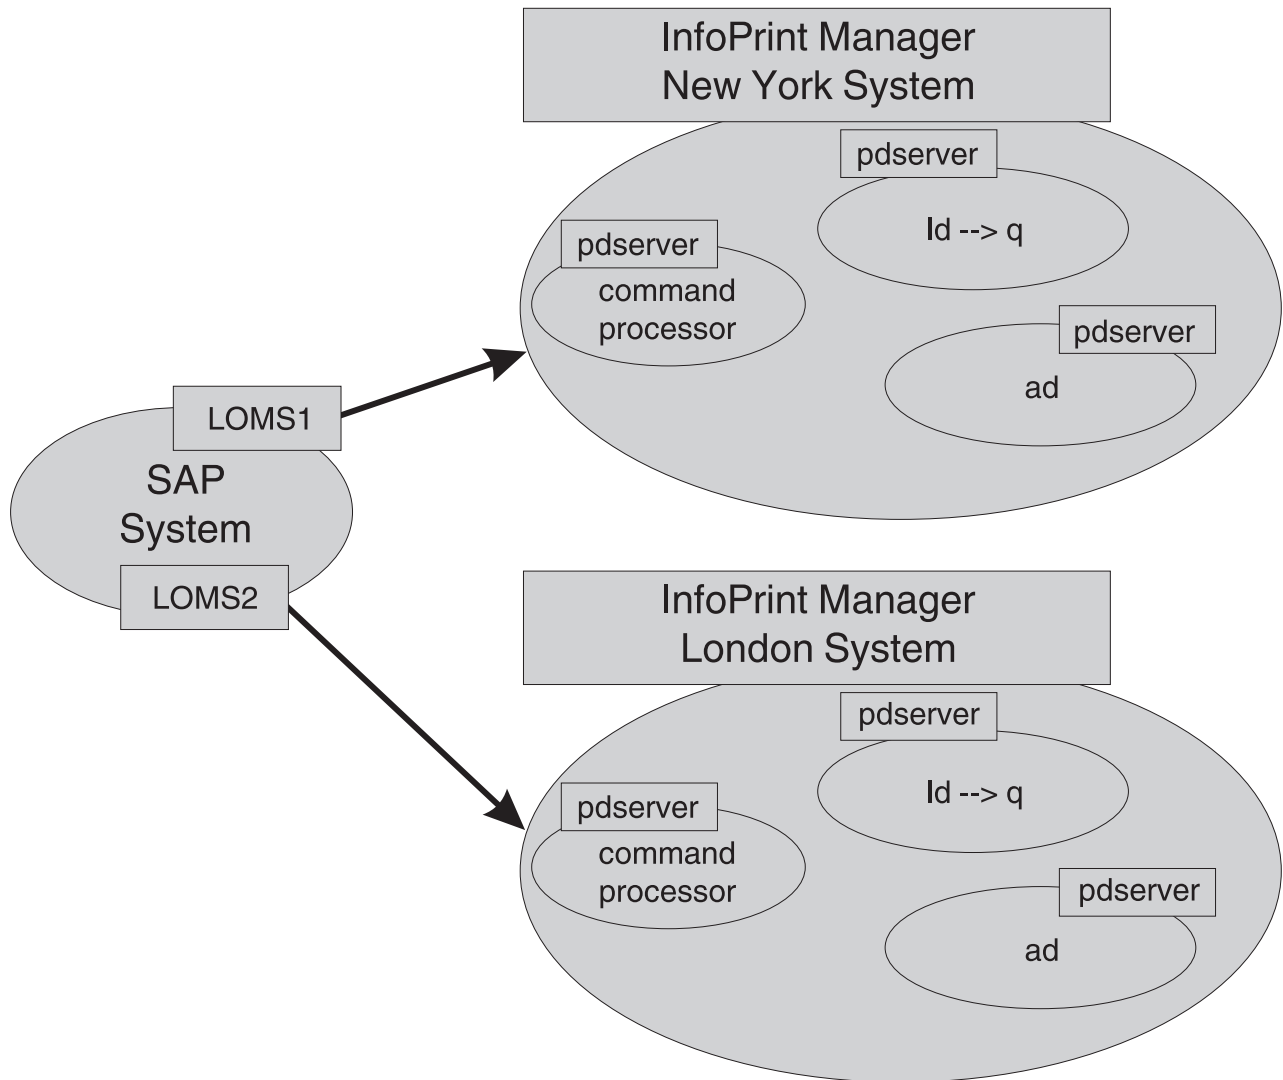 InfoPrint Manager
New York System
pdserver
ld --> q
pdserver
command
processor
pdserver
ad
LOMS1
SAP
System
LOMS2
InfoPrint Manager
London System
pdserver
ld --> q
pdserver
command
processor
pdserver
ad